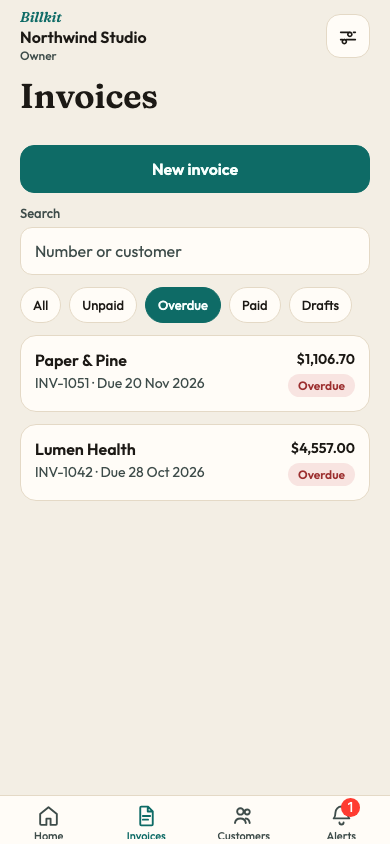 Billkit
Northwind Studio
Owner
Invoices
New invoice
Search
Number or customer
All
Unpaid
Overdue
Paid
Drafts
Paper & Pine
$1,106.70
INV-1051 · Due 20 Nov 2026
Overdue
Lumen Health
$4,557.00
INV-1042 · Due 28 Oct 2026
Overdue
1
Home
Invoices
Customers
Alerts